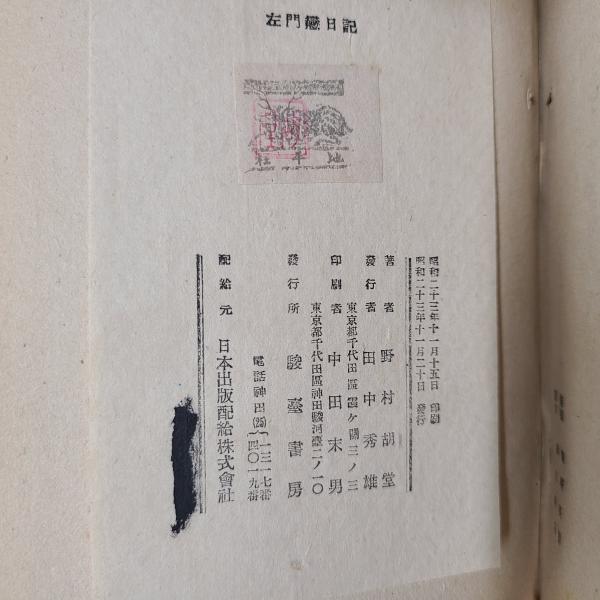 左門戀日記
地平社
昭和二十三年十一月十五日 印刷
昭和二十三年十一月二十日 發行
著者 野村胡堂
發行者 田中秀雄
東京都千代田區霞ケ關三ノ三
印刷者 中田末男
東京都千代田區神田駿河臺二ノ一〇
發行所 駿臺書房
電話神田(25)一三一七番
四〇一九番
配給元 日本出版配給株式會社